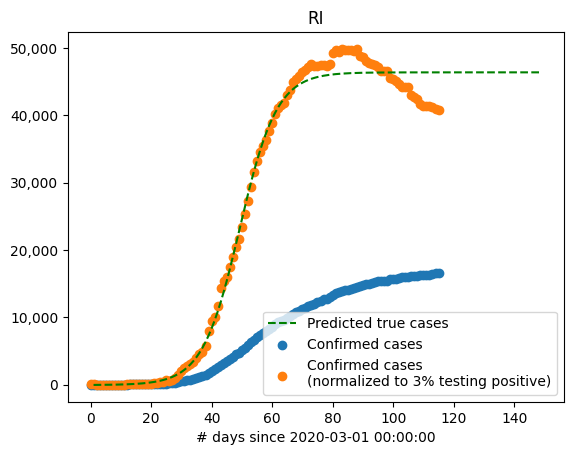 RI
50,000
40,000
30,000
20,000
10,000
0
Predicted true cases
Confirmed cases
Confirmed cases
(normalized to 3% testing positive)
0 20 40 60 80 100 120 140
# days since 2020-03-01 00:00:00